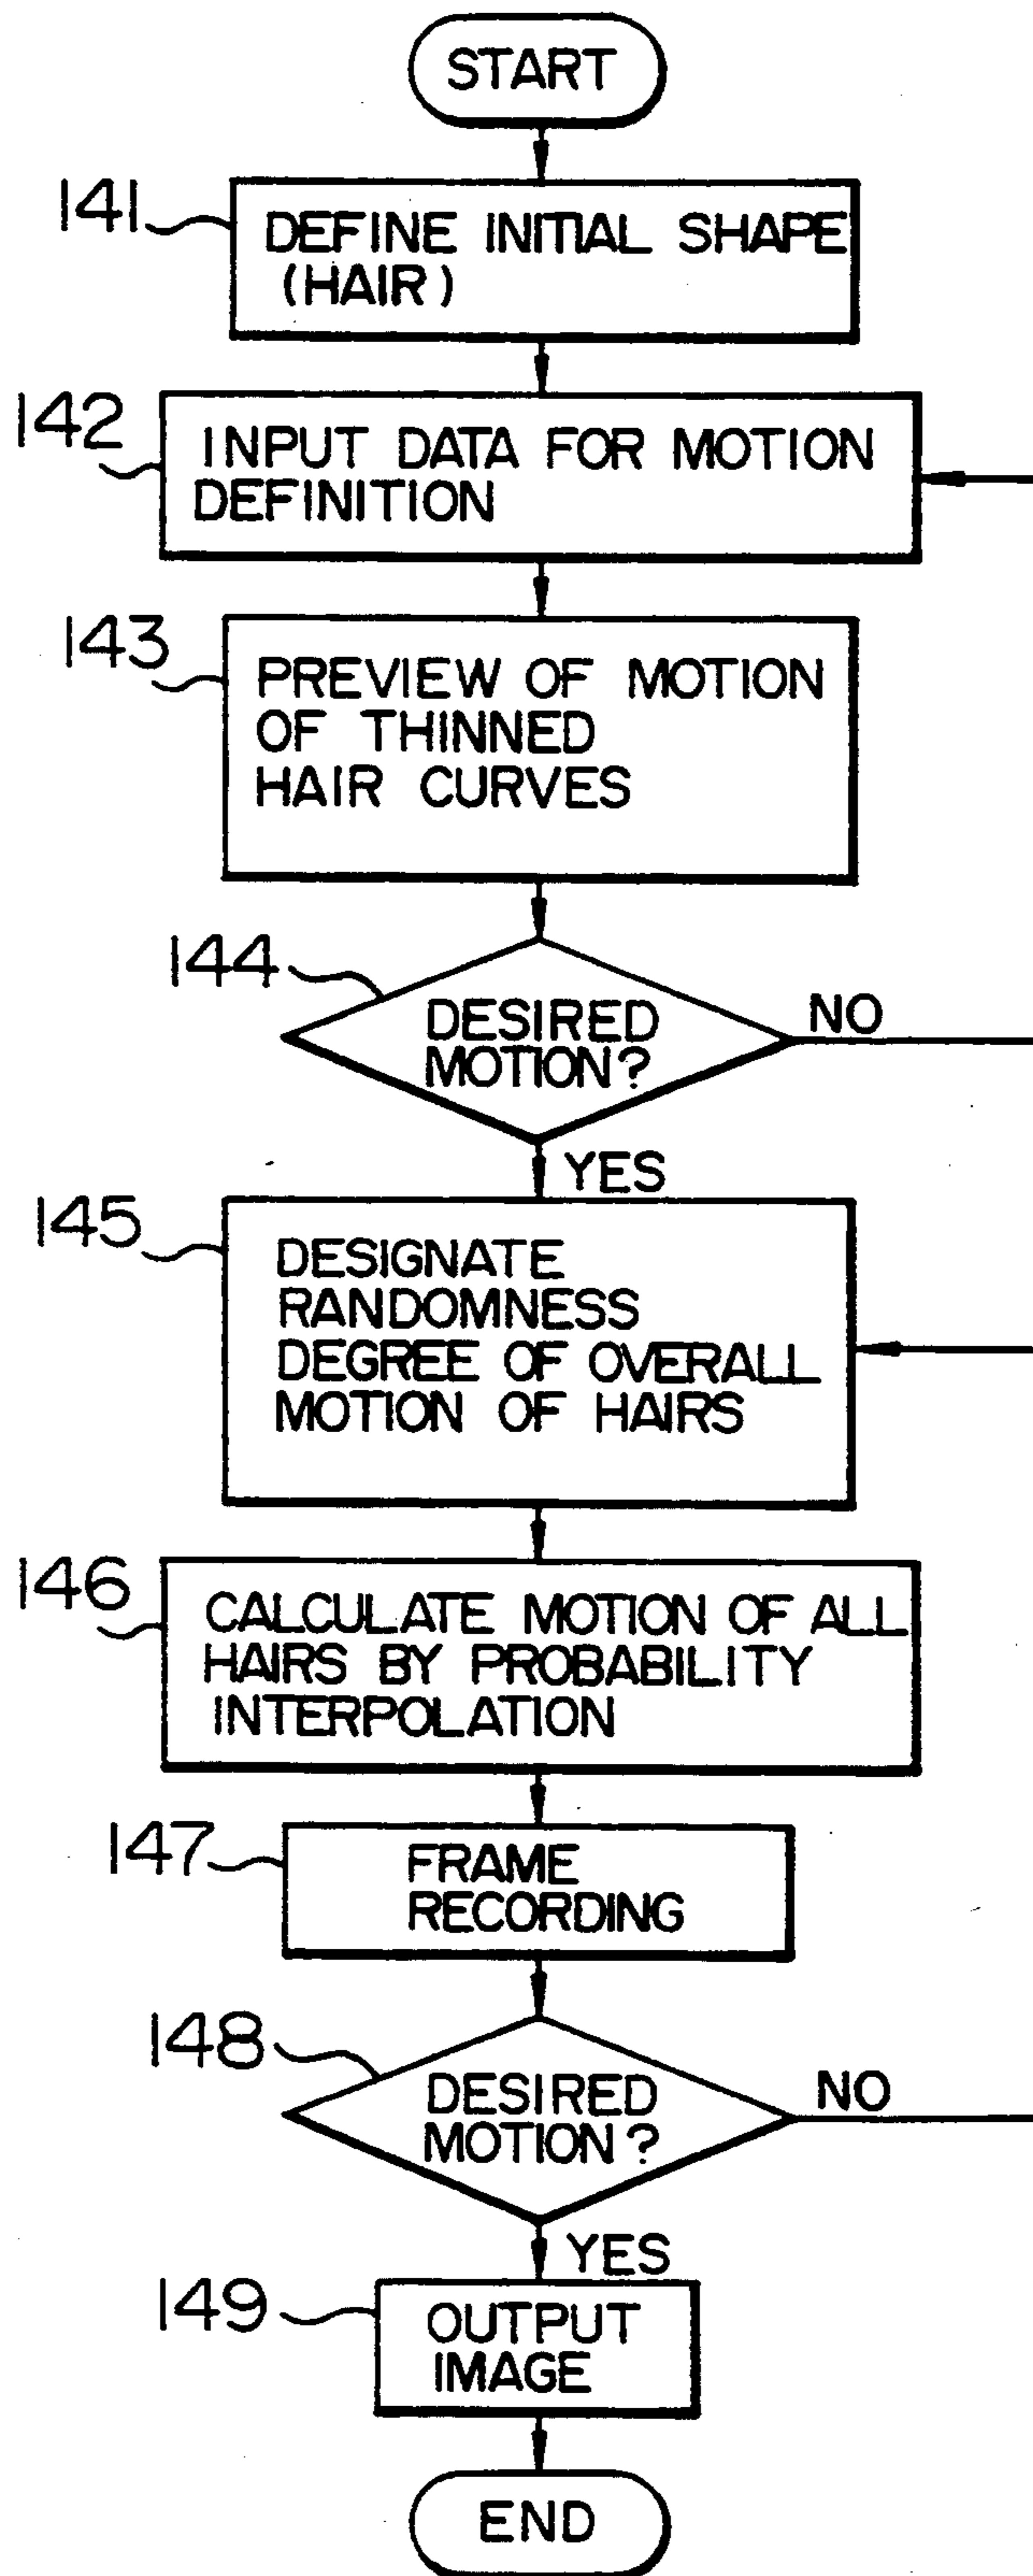 START
141
DEFINE INITIAL SHAPE
(HAIR)
142
INPUT DATA FOR MOTION
DEFINITION
143
PREVIEW OF MOTION
OF THINNED
HAIR CURVES
144
DESIRED
MOTION?
NO
YES
145
DESIGNATE
RANDOMNESS
DEGREE OF OVERALL
MOTION OF HAIRS
146
CALCULATE MOTION OF ALL
HAIRS BY PROBABILITY
INTERPOLATION
147
FRAME
RECORDING
148
DESIRED
MOTION?
NO
YES
149
OUTPUT
IMAGE
END